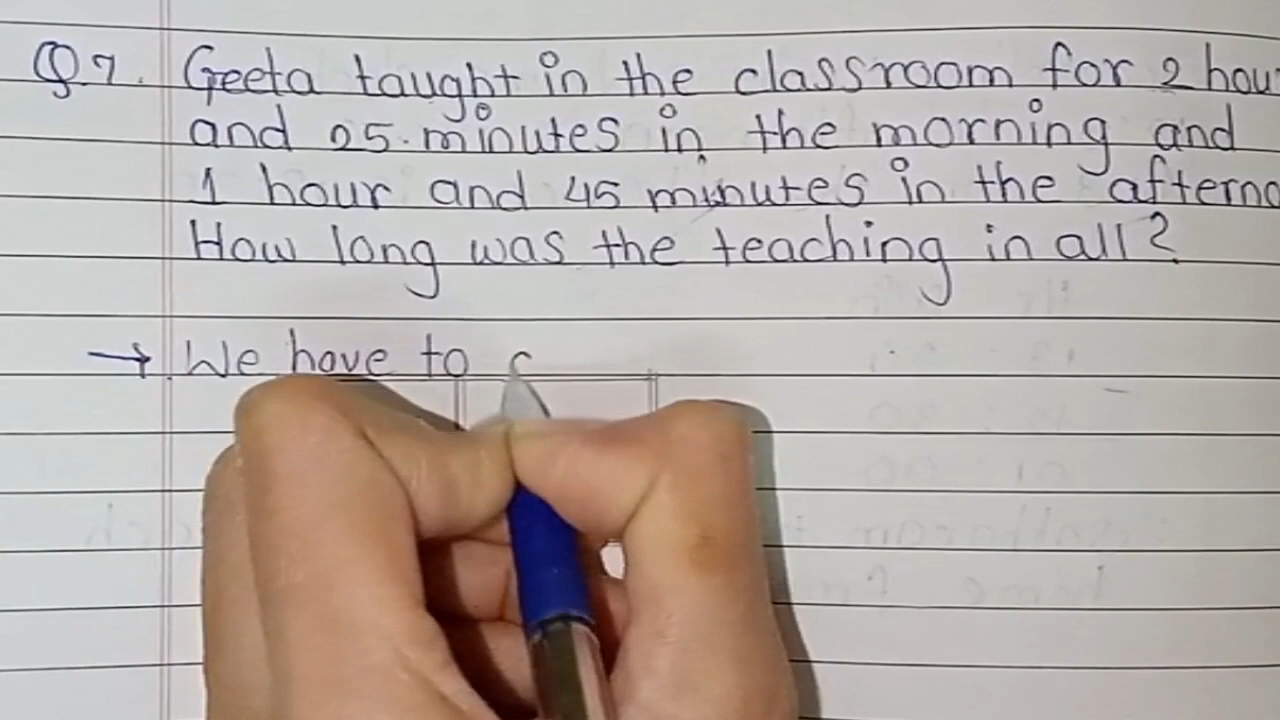 Q7. Geeta taught in the classroom for 2 hou
and 25 minutes in the morning and
1 hour and 45 minutes in the afterno
How long was the teaching in all?
→ We have to